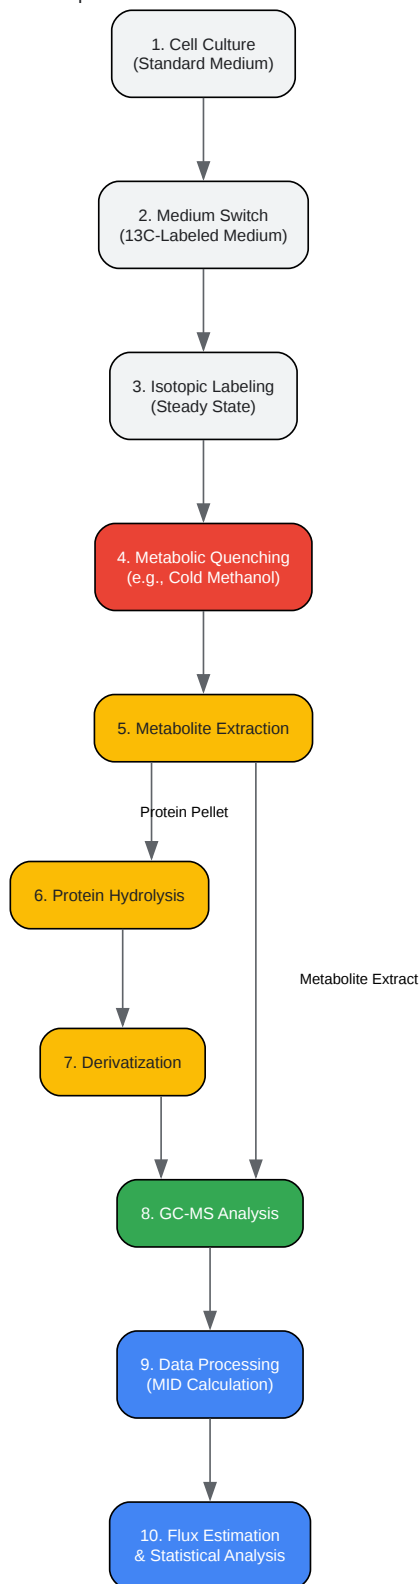 1. Cell Culture
(Standard Medium)
2. Medium Switch
(13C-Labeled Medium)
3. Isotopic Labeling
(Steady State)
4. Metabolic Quenching
(e.g., Cold Methanol)
5. Metabolite Extraction
Protein Pellet
6. Protein Hydrolysis
Metabolite Extract
7. Derivatization
8. GC-MS Analysis
9. Data Processing
(MID Calculation)
10. Flux Estimation
& Statistical Analysis